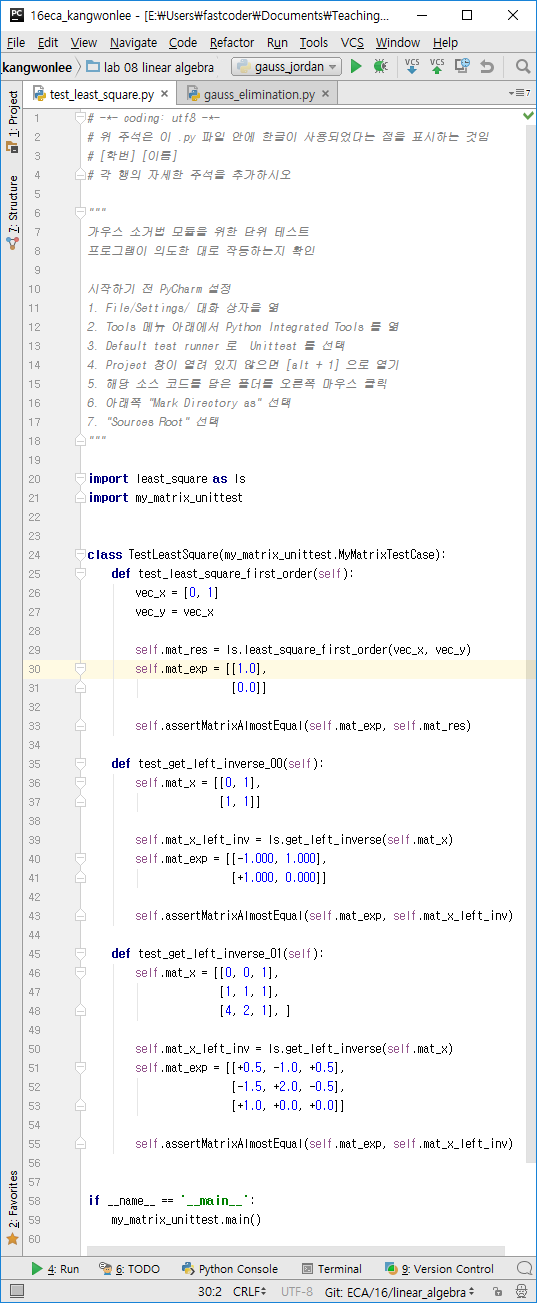 16eca_kangwonlee - [E:₩Users₩fastcoder₩Documents₩Teaching...
File Edit View Navigate Code Refactor Run Tools VCS Window Help
_kangwonlee lab 08 linear algebra gauss_jordan VCS VCS
test_least_square.py gauss_elimination.py 7
1: Project
7: Structure
2: Favorites
1 # -*- coding: utf8 -*-
2 # 위 주석은 이 .py 파일 안에 한글이 사용되었다는 점을 표시하는 것임
3 # [학번] [이름]
4 # 각 행의 자세한 주석을 추가하시오
5
6 """
7 가우스 소거법 모듈을 위한 단위 테스트
8 프로그램이 의도한 대로 작동하는지 확인
9
10 시작하기 전 PyCharm 설정
11 1. File/Settings/ 대화 상자을 엶
12 2. Tools 메뉴 아래에서 Python Integrated Tools 를 엶
13 3. Default test runner 로  Unittest 를 선택
14 4. Project 창이 열려 있지 않으면 [alt + 1] 으로 열기
15 5. 해당 소스 코드를 담은 폴더를 오른쪽 마우스 클릭
16 6. 아래쪽 "Mark Directory as" 선택
17 7. "Sources Root" 선택
18 """
19
20 import least_square as ls
21 import my_matrix_unittest
22
23
24 class TestLeastSquare(my_matrix_unittest.MyMatrixTestCase):
25     def test_least_square_first_order(self):
26         vec_x = [0, 1]
27         vec_y = vec_x
28
29         self.mat_res = ls.least_square_first_order(vec_x, vec_y)
30         self.mat_exp = [[1.0],
31                         [0.0]]
32
33         self.assertMatrixAlmostEqual(self.mat_exp, self.mat_res)
34
35     def test_get_left_inverse_00(self):
36         self.mat_x = [[0, 1],
37                       [1, 1]]
38
39         self.mat_x_left_inv = ls.get_left_inverse(self.mat_x)
40         self.mat_exp = [[-1.000, 1.000],
41                         [+1.000, 0.000]]
42
43         self.assertMatrixAlmostEqual(self.mat_exp, self.mat_x_left_inv)
44
45     def test_get_left_inverse_01(self):
46         self.mat_x = [[0, 0, 1],
47                       [1, 1, 1],
48                       [4, 2, 1], ]
49
50         self.mat_x_left_inv = ls.get_left_inverse(self.mat_x)
51         self.mat_exp = [[+0.5, -1.0, +0.5],
52                         [-1.5, +2.0, -0.5],
53                         [+1.0, +0.0, +0.0]]
54
55         self.assertMatrixAlmostEqual(self.mat_exp, self.mat_x_left_inv)
56
57
58 if __name__ == '__main__':
59     my_matrix_unittest.main()
60
4: Run 6: TODO Python Console Terminal 9: Version Control
30:2 CRLF UTF-8 Git: ECA/16/linear_algebra